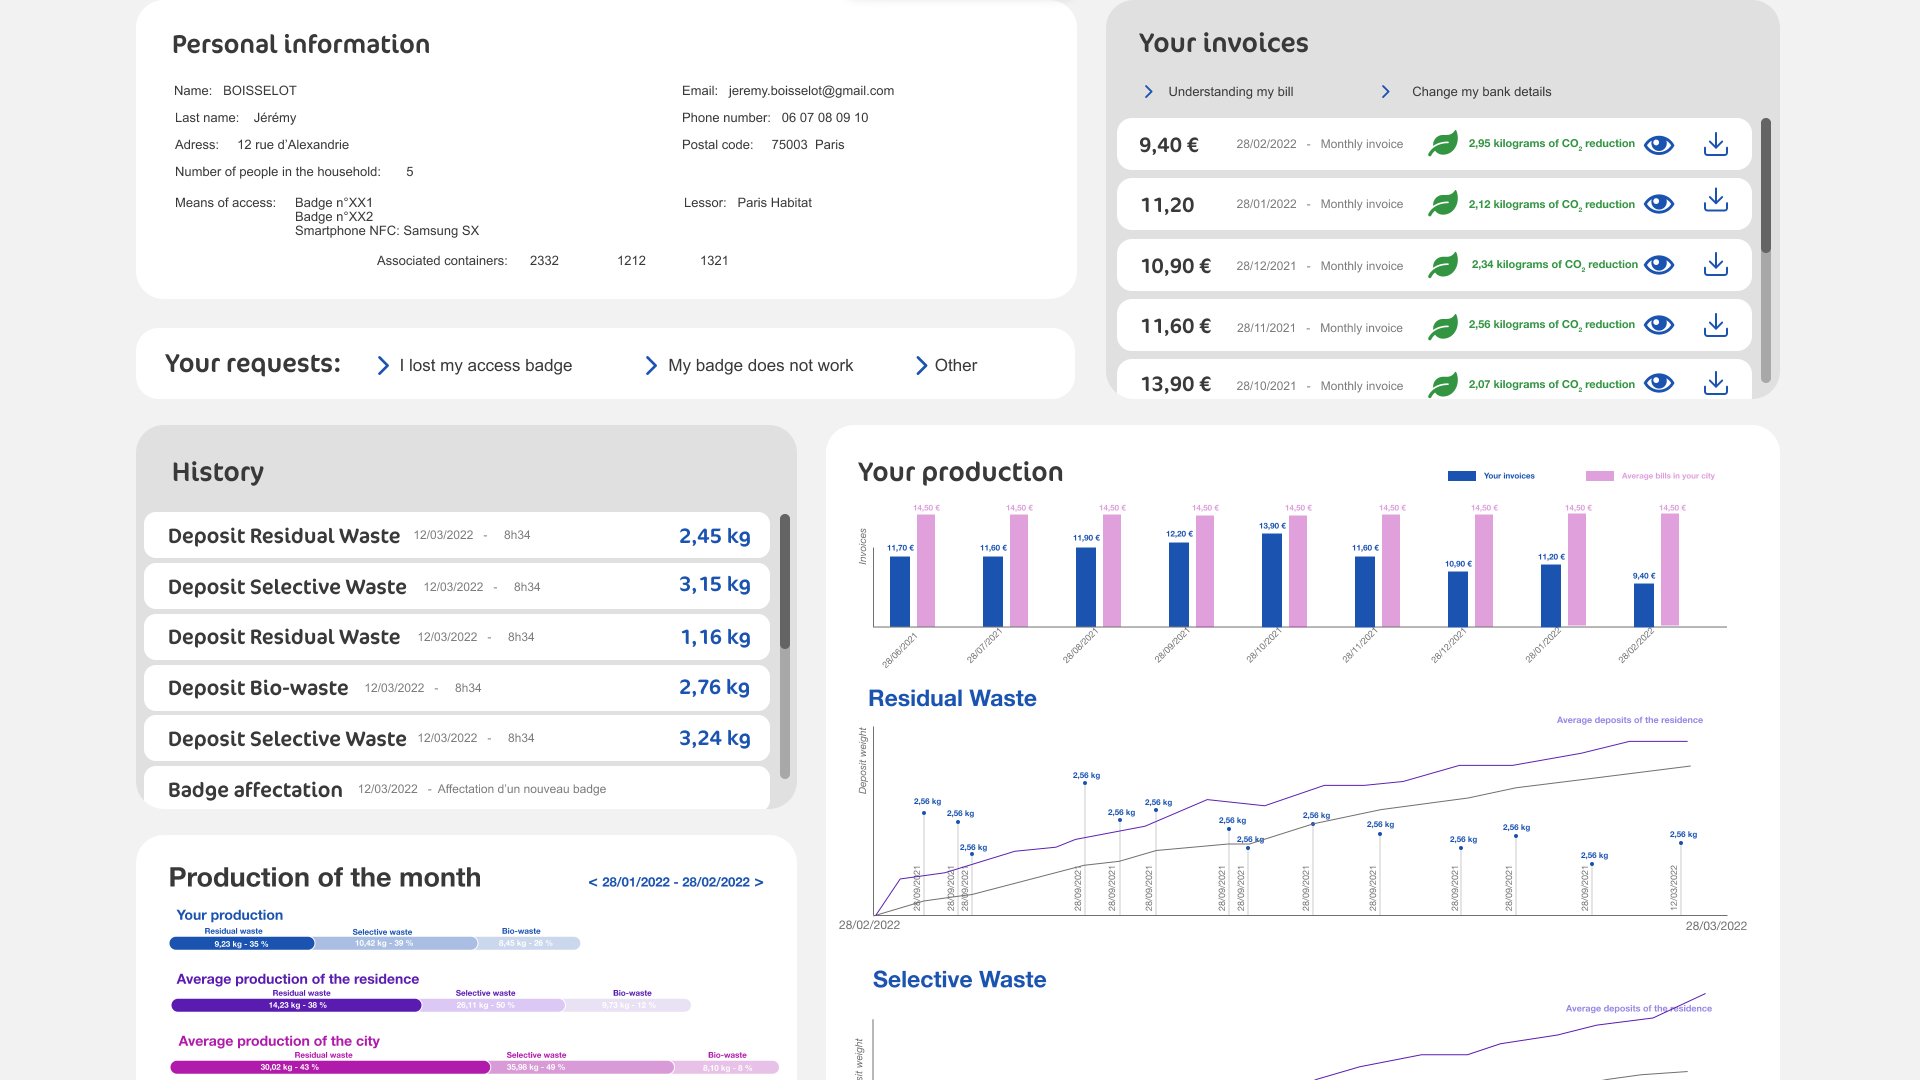 Personal information
Name: BOISSELOT
Last name: Jérémy
Adress: 12 rue d'Alexandrie
Number of people in the household: 5
Means of access: Badge n°XX1
Badge n°XX2
Smartphone NFC: Samsung SX
Email: jeremy.boisselot@gmail.com
Phone number: 06 07 08 09 10
Postal code: 75003 Paris
Lessor: Paris Habitat
Associated containers: 2332 1212 1321
Your invoices
Understanding my bill
Change my bank details
9,40 € 28/02/2022 - Monthly invoice 2,95 kilograms of CO2 reduction
11,20 28/01/2022 - Monthly invoice 2,12 kilograms of CO2 reduction
10,90 € 28/12/2021 - Monthly invoice 2,34 kilograms of CO2 reduction
11,60 € 28/11/2021 - Monthly invoice 2,56 kilograms of CO2 reduction
13,90 € 28/10/2021 - Monthly invoice 2,07 kilograms of CO2 reduction
Your requests: I lost my access badge My badge does not work Other
History
Deposit Residual Waste 12/03/2022 - 8h34 2,45 kg
Deposit Selective Waste 12/03/2022 - 8h34 3,15 kg
Deposit Residual Waste 12/03/2022 - 8h34 1,16 kg
Deposit Bio-waste 12/03/2022 - 8h34 2,76 kg
Deposit Selective Waste 12/03/2022 - 8h34 3,24 kg
Badge affectation 12/03/2022 - Affectation d'un nouveau badge
Production of the month
< 28/01/2022 - 28/02/2022 >
Your production
Residual waste Selective waste Bio-waste
9,23 kg - 35 % 10,42 kg - 39 % 6,45 kg - 26 %
Average production of the residence
Residual waste Selective waste Bio-waste
14,23 kg - 38 % 26,11 kg - 50 % 9,73 kg - 12 %
Average production of the city
Residual waste Selective waste Bio-waste
30,02 kg - 43 % 35,98 kg - 49 % 8,10 kg - 8 %
Your production
Your invoices
Average bills in your city
Invoices
14,50 € 14,50 € 14,50 € 14,50 € 14,50 € 14,50 € 14,50 € 14,50 € 14,50 €
11,70 € 11,60 € 11,90 € 12,20 € 13,90 € 11,60 € 10,90 € 11,20 € 9,40 €
28/06/2021 28/07/2021 28/08/2021 28/09/2021 28/10/2021 28/11/2021 28/12/2021 28/01/2022 28/02/2022
Residual Waste
Average deposits of the residence
Deposit weight
2,56 kg 2,56 kg 2,56 kg 2,56 kg 2,56 kg 2,56 kg 2,56 kg 2,56 kg 2,56 kg 2,56 kg 2,56 kg 2,56 kg 2,56 kg 2,56 kg
28/09/2021 28/09/2021 28/09/2021 28/09/2021 28/09/2021 28/09/2021 28/09/2021 28/09/2021 28/09/2021 28/09/2021 28/09/2021 28/09/2021 28/09/2021 12/03/2022
28/02/2022 28/03/2022
Selective Waste
Average deposits of the residence
sit weight